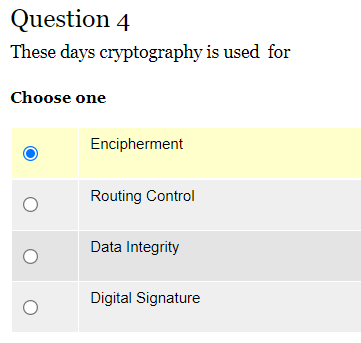 Question 4
These days cryptography is used  for
Choose one
Encipherment
Routing Control
Data Integrity
Digital Signature